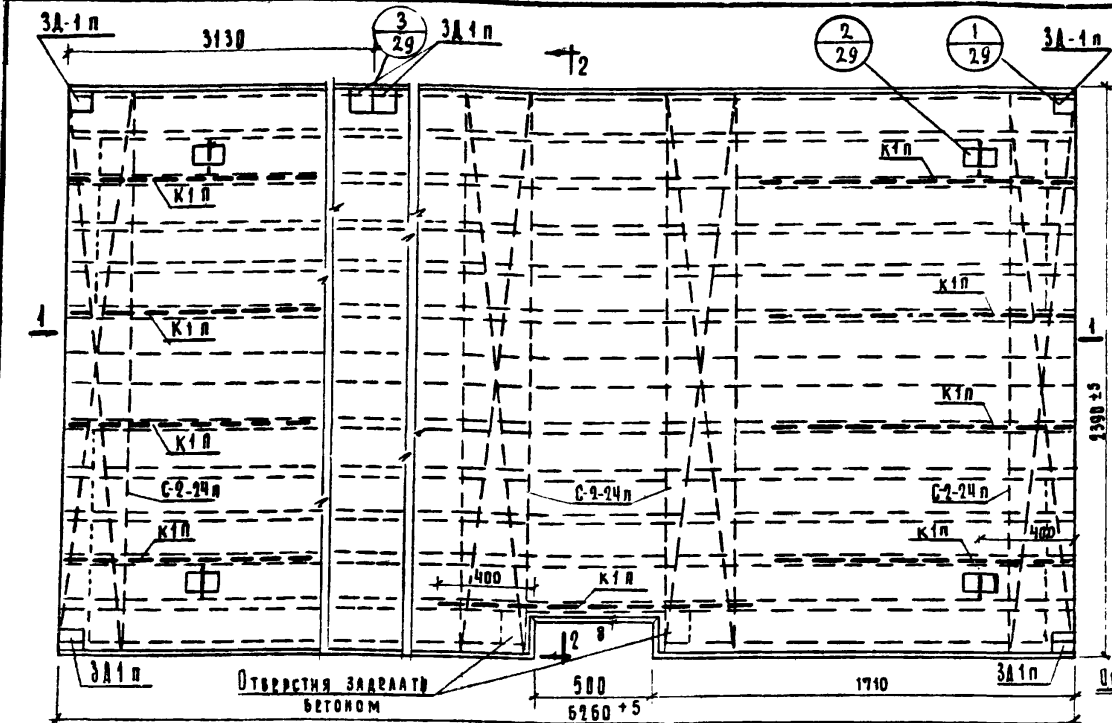 ЗД-1п
3130
3
29
ЗД1п
2
2
29
1
29
ЗД-1п
К1п
К1п
К1п
К1п
1
1
К1п
К1п
2390 ±5
К1п
С-2-24п
С-2-24п
С-2-24п
К1п
К1п
400
400
К1п
8
2
ЗД1п
ЗД1п
Отверстия заделать
бетоном
500
1710
6260 +5